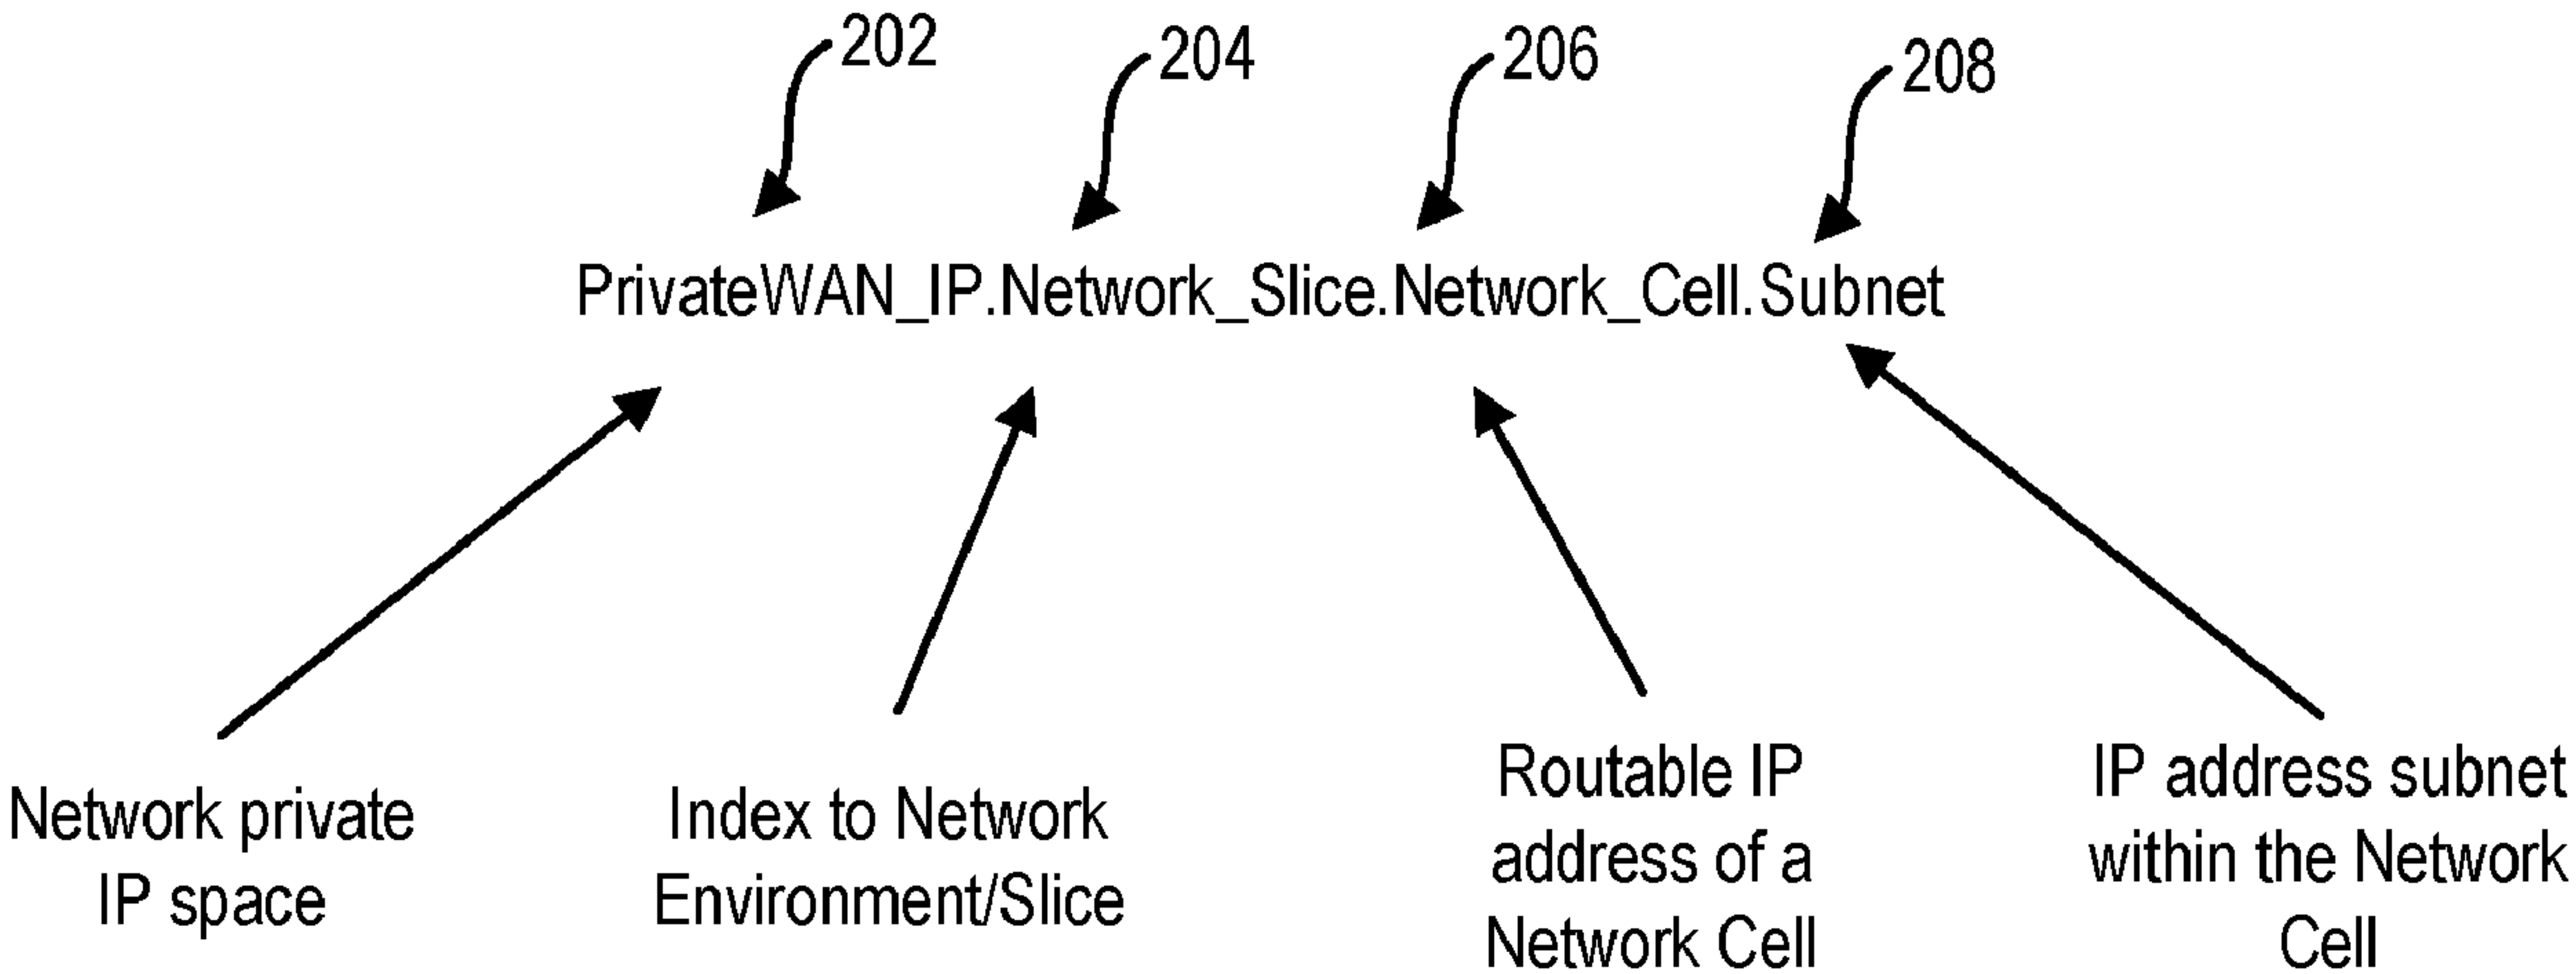 202
204
206
208
PrivateWAN_IP.Network_Slice.Network_Cell.Subnet
Network private
IP space
Index to Network
Environment/Slice
Routable IP
address of a
Network Cell
IP address subnet
within the Network
Cell